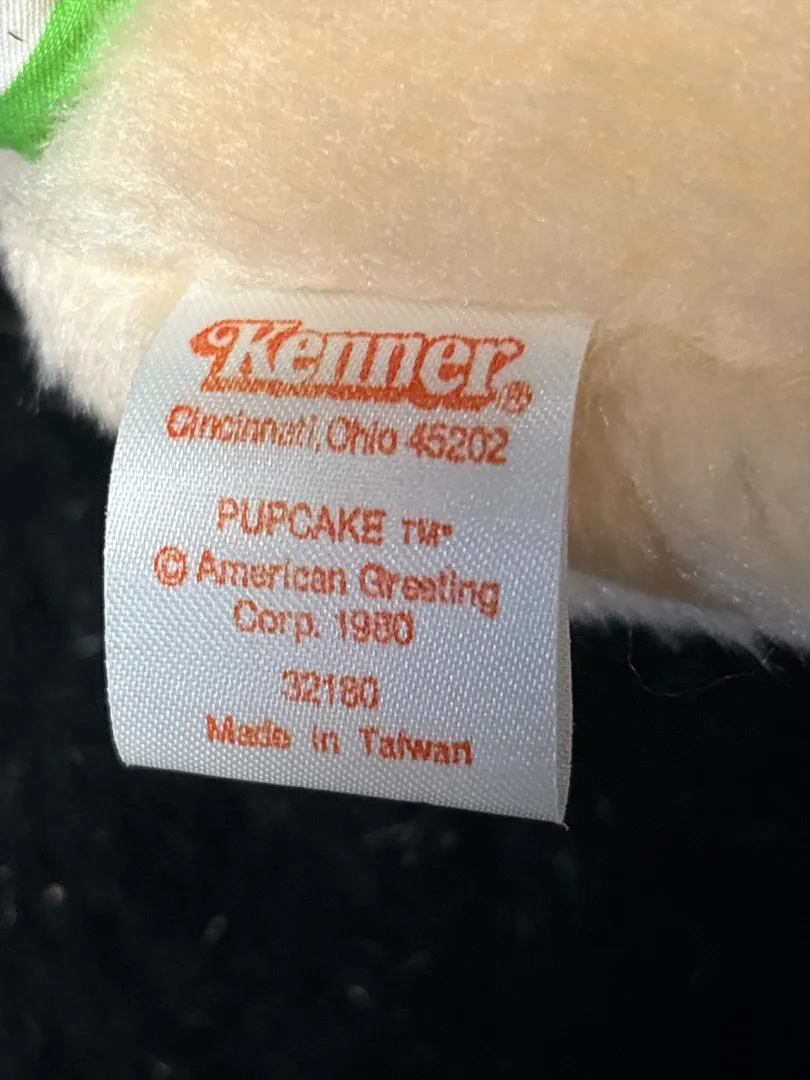 Kenner®
Cincinnati, Ohio 45202
PUPCAKE TM*
© American Greeting
Corp. 1980
32180
Made in Taiwan